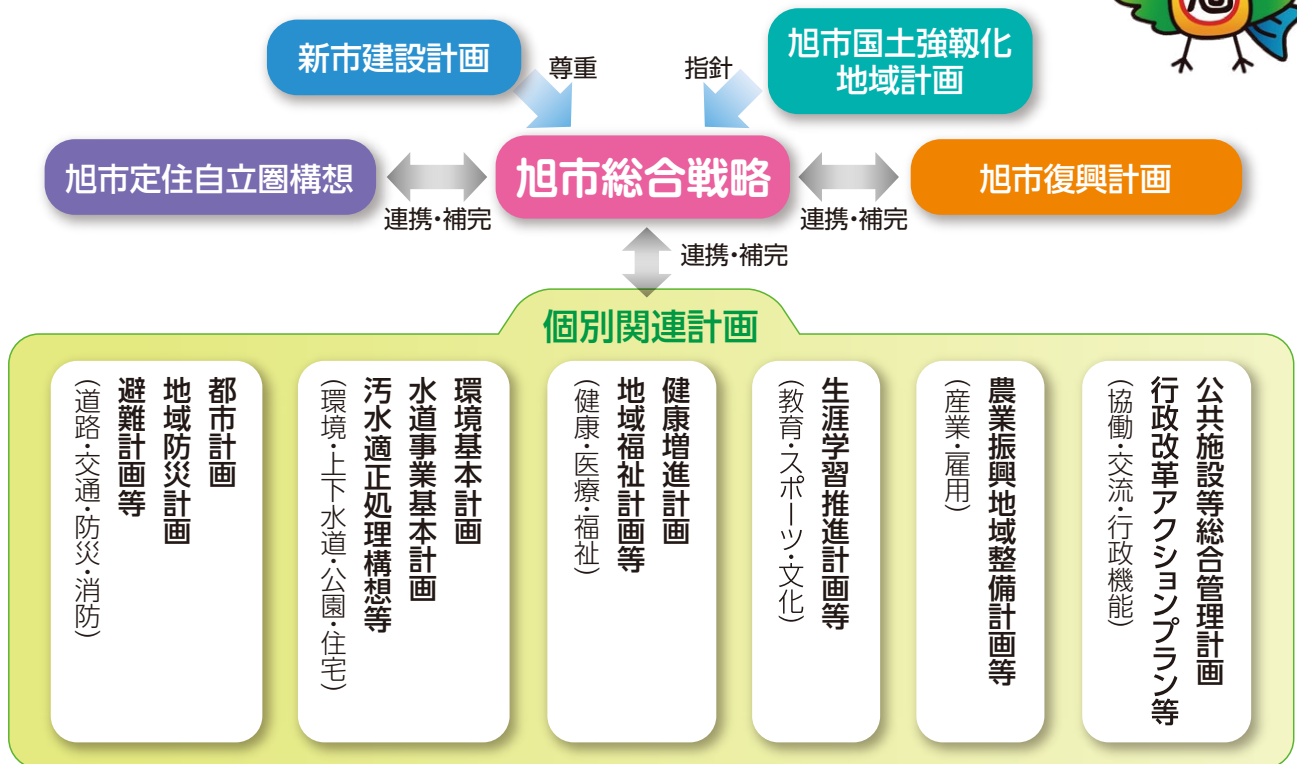 新市建設計画
尊重
指針
旭市国土強靱化
地域計画
旭市定住自立圏構想
連携・補完
旭市総合戦略
連携・補完
旭市復興計画
連携・補完
個別関連計画
都市計画
地域防災計画
避難計画等
(道路・交通・防災・消防)
環境基本計画
水道事業基本計画
汚水適正処理構想等
(環境・上下水道・公園・住宅)
健康増進計画
地域福祉計画等
(健康・医療・福祉)
生涯学習推進計画等
(教育・スポーツ・文化)
農業振興地域整備計画等
(産業・雇用)
公共施設等総合管理計画
行政改革アクションプラン等
(協働・交流・行政機能)